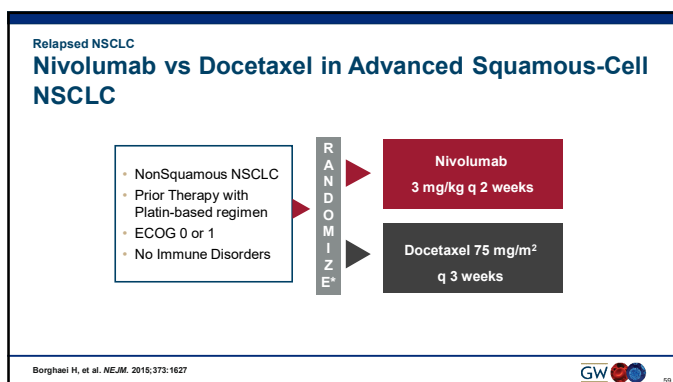 Relapsed NSCLC
Nivolumab vs Docetaxel in Advanced Squamous-Cell
NSCLC
• NonSquamous NSCLC
• Prior Therapy with
Platin-based regimen
• ECOG 0 or 1
• No Immune Disorders
R
A
N
D
O
M
I
Z
E*
Nivolumab
3 mg/kg q 2 weeks
Docetaxel 75 mg/m²
q 3 weeks
Borghaei H, et al. NEJM. 2015;373:1627
GW
59